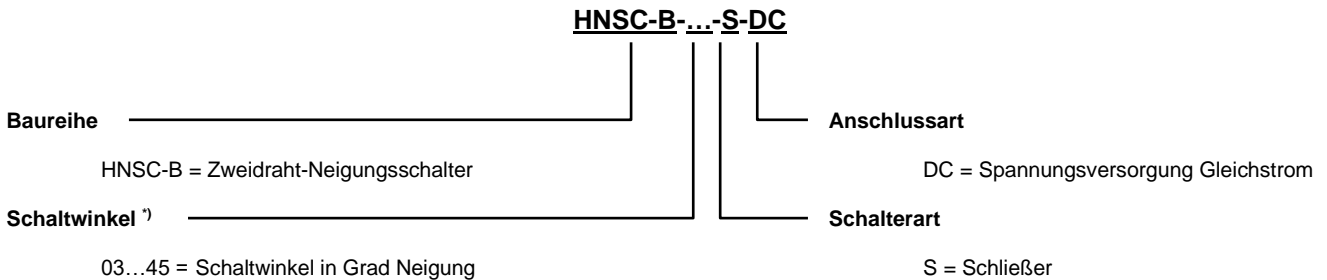 HNSC-B-…-S-DC
Baureihe
Anschlussart
HNSC-B = Zweidraht-Neigungsschalter
DC = Spannungsversorgung Gleichstrom
Schaltwinkel *)
Schalterart
03…45 = Schaltwinkel in Grad Neigung
S = Schließer